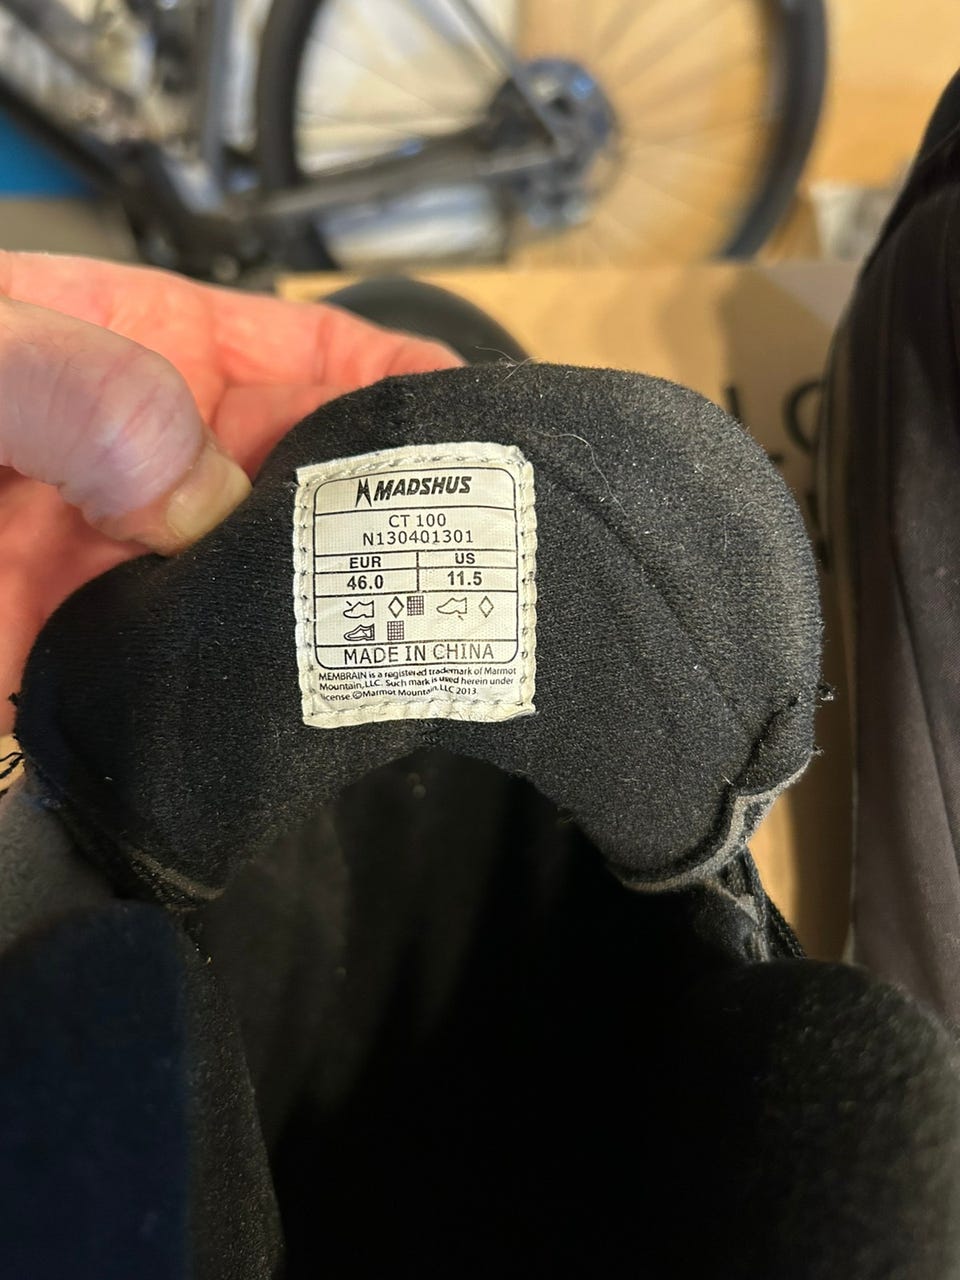 MADSHUS
CT 100
N130401301
EUR US
46.0 11.5
MADE IN CHINA
MEMBRAIN is a registered trademark of Marmot
Mountain, LLC. Such mark is used herein under
license. ©Marmot Mountain, LLC 2013.